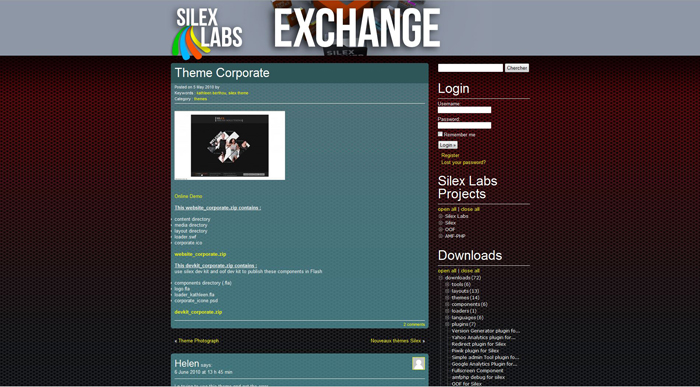 SILEX LABS
EXCHANGE
SILEX
Theme Corporate
Posted on 5 May 2010 by
Category : themes
Online Demo
This website_corporate.zip contains :
content directory
media directory
layout directory
loader.swf
corporate.ico
website_corporate.zip
This devkit_corporate.zip contains :
use silex dev kit and oof dev kit to publish these components in Flash
components directory (.fla)
logo.fla
loader_kathleen.fla
corporate_icone.psd
devkit_corporate.zip
2 comments
« Theme Photograph
Nouveaux thèmes Silex »
Helen says:
6 June 2010 at 13 h 45 min
Chercher
Login
Username:
Password:
Remember me
Login »
Register
Lost your password?
Silex Labs Projects
open all | close all
Silex Labs
Silex
OOF
AMF-PHP
Downloads
open all | close all
downloads (72)
tools (6)
layouts (13)
themes (14)
components (6)
loaders (1)
languages (6)
plugins (7)
Version Generator plugin fo...
Yahoo Analytics plugin for...
Redirect plugin for Silex
Piwik plugin for Silex
Simple admin Tool plugin fo...
Google Analytics Plugin for...
Fullscreen Component
amfphp debug for silex
OOF for Silex